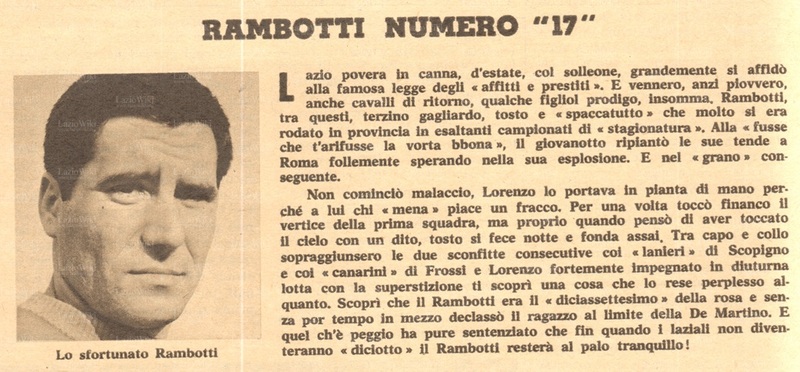 RAMBOTTI NUMERO "17"
Lazio povera in canna, d'estate, col solleone, grandemente si affidò
alla famosa legge degli « affitti e prestiti ». E vennero, anzi piovvero,
anche cavalli di ritorno, qualche figliol prodigo, insomma. Rambotti,
tra questi, terzino gagliardo, tosto e « spaccatutto » che molto si era
rodato in provincia in esaltanti campionati di « stagionatura ». Alla « fusse
che t'arifusse la vorta bbona », il giovanotto ripiantò le sue tende a
Roma follemente sperando nella sua esplosione. E nel « grano » con-
seguente.
Non cominciò malaccio, Lorenzo lo portava in pianta di mano per-
ché a lui chi « mena » piace un fracco. Per una volta toccò financo il
vertice della prima squadra, ma proprio quando pensò di aver toccato
il cielo con un dito, tosto si fece notte e fonda assai. Tra capo e collo
sopraggiunsero le due sconfitte consecutive coi « lanieri » di Scopigno
e coi « canarini » di Frossi e Lorenzo fortemente impegnato in diuturna
lotta con la superstizione ti scoprì una cosa che lo rese perplesso al-
quanto. Scoprì che il Rambotti era il « diciassettesimo » della rosa e sen-
za por tempo in mezzo declassò il ragazzo al limite della De Martino. E
quel ch'è peggio ha pure sentenziato che fin quando i laziali non diven-
teranno « diciotto » il Rambotti resterà al palo tranquillo!
Lo sfortunato Rambotti
LazioWiki